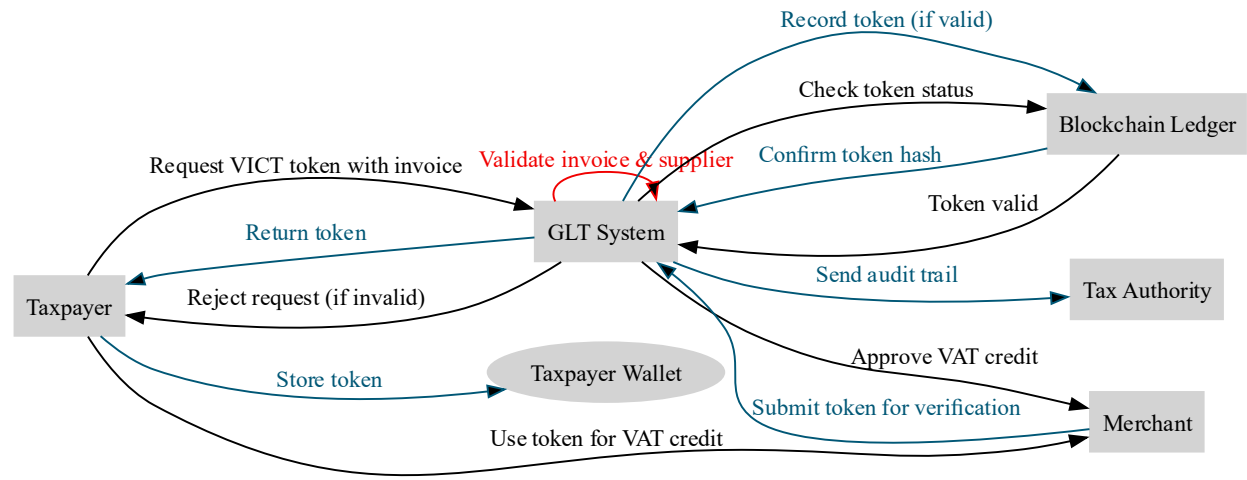 Record token (if valid)
Check token status
Blockchain Ledger
Confirm token hash
Validate invoice & supplier
Request VICT token with invoice
Token valid
GLT System
Return token
Send audit trail
Tax Authority
Reject request (if invalid)
Taxpayer
Approve VAT credit
Taxpayer Wallet
Store token
Submit token for verification
Merchant
Use token for VAT credit